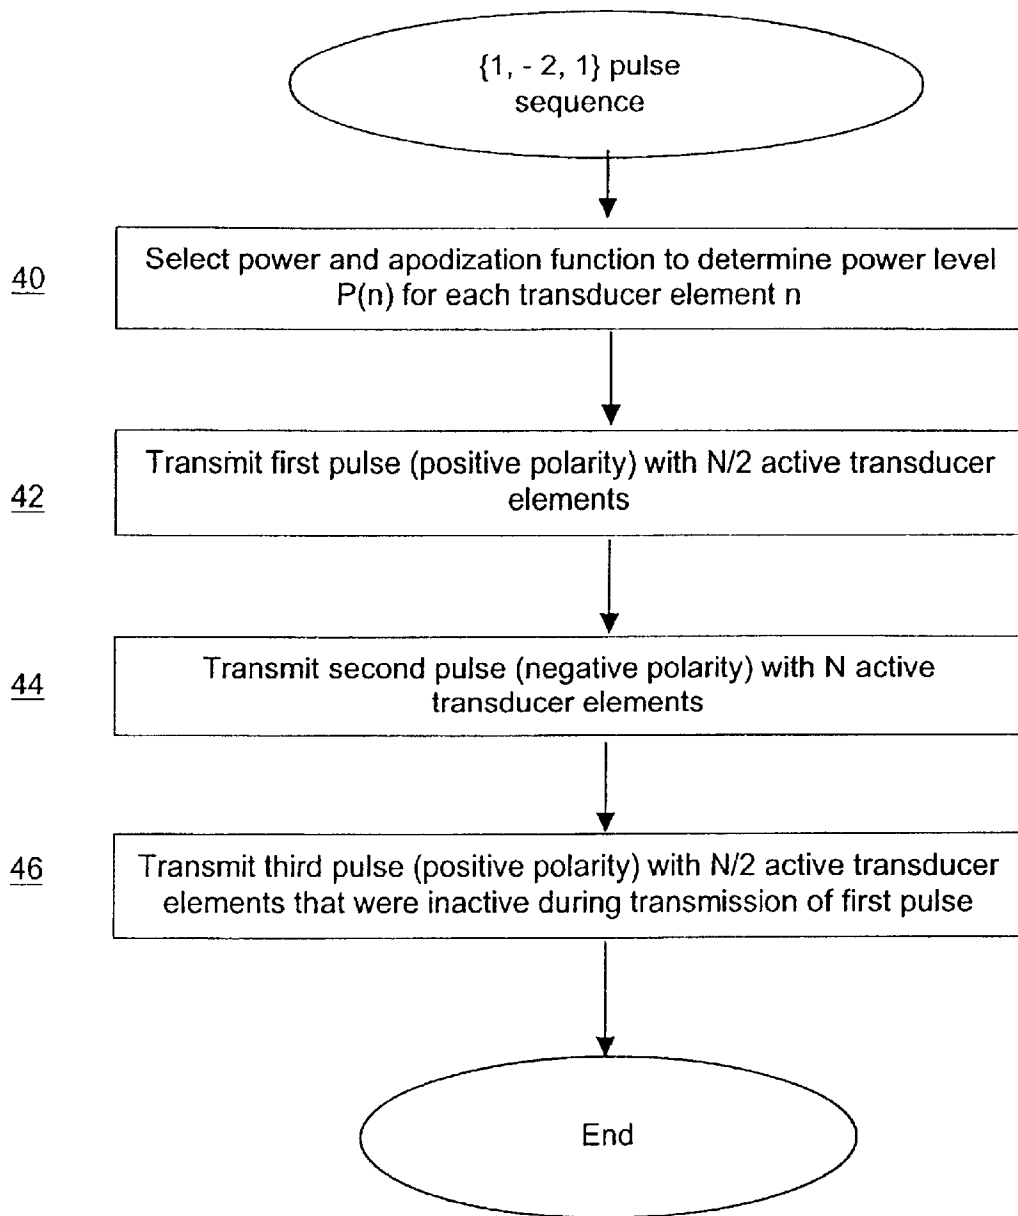 {1, - 2, 1} pulse
sequence
40
Select power and apodization function to determine power level
P(n) for each transducer element n
42
Transmit first pulse (positive polarity) with N/2 active transducer
elements
44
Transmit second pulse (negative polarity) with N active
transducer elements
46
Transmit third pulse (positive polarity) with N/2 active transducer
elements that were inactive during transmission of first pulse
End